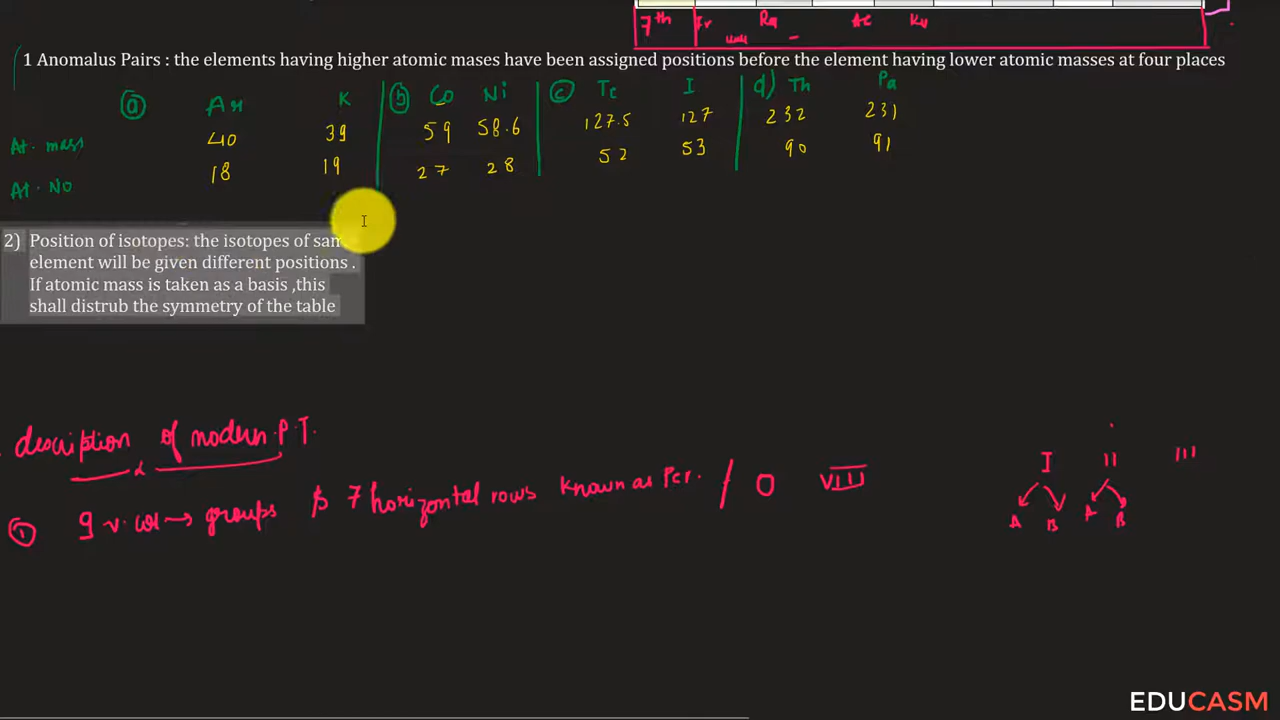 7th Fr Ra Ac Ku
1 Anomalus Pairs : the elements having higher atomic mases have been assigned positions before the element having lower atomic masses at four places
a Ar K b Co Ni c Te I d) Th Pa
At. mass 40 39 59 58.6 127.5 127 232 231
At. No 18 19 27 28 52 53 90 91
2) Position of isotopes: the isotopes of sam
element will be given different positions .
If atomic mass is taken as a basis ,this
shall distrub the symmetry of the table
description of modern P.T.
1 9 v. col → groups & 7 horizontal rows known as Per. / 0 VIII
I II III
A B A B
EDUCASM